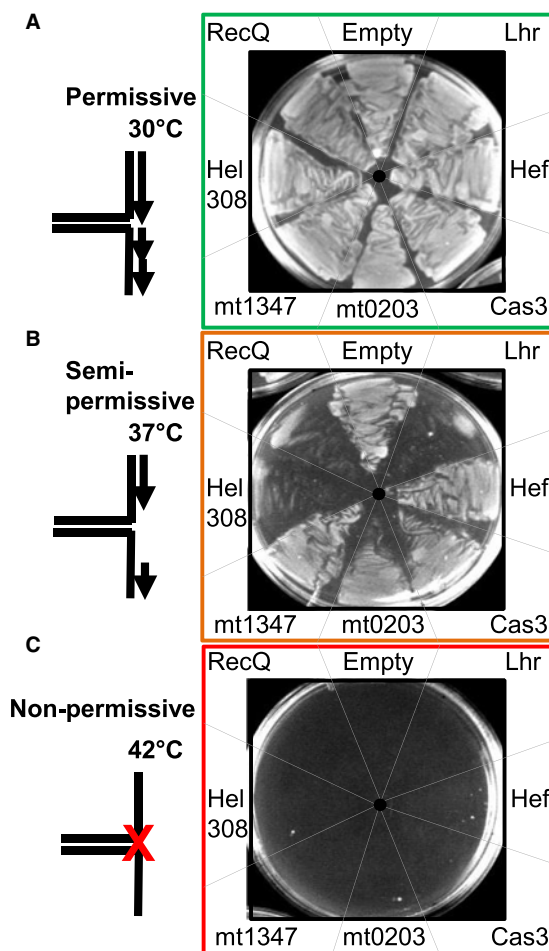 A
RecQ Empty Lhr
Permissive
30°C
Hel
308
Hef
mt1347 mt0203 Cas3
B
RecQ Empty Lhr
Semi-
permissive
37°C
Hel
308
Hef
mt1347 mt0203 Cas3
C
RecQ Empty Lhr
Non-permissive
42°C
X
Hel
308
Hef
mt1347 mt0203 Cas3